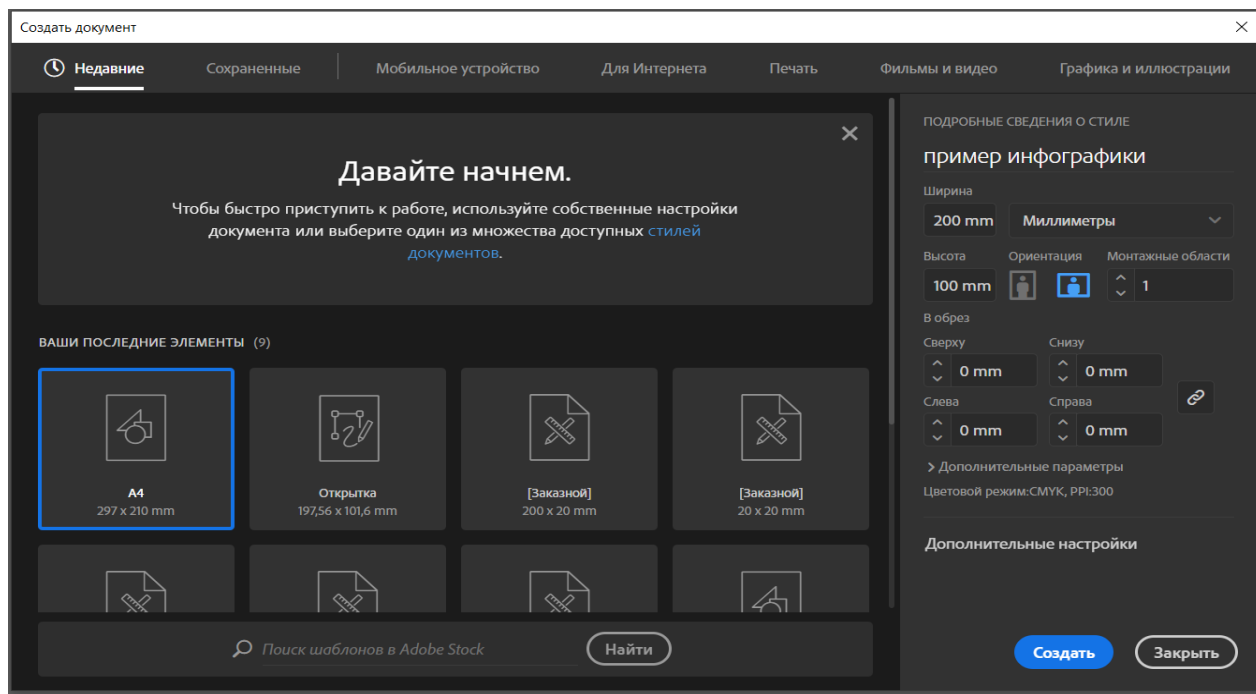 Создать документ
Недавние
Сохраненные
Мобильное устройство
Для Интернета
Печать
Фильмы и видео
Графика и иллюстрации
Давайте начнем.
Чтобы быстро приступить к работе, используйте собственные настройки
документа или выберите один из множества доступных стилей
документов.
ВАШИ ПОСЛЕДНИЕ ЭЛЕМЕНТЫ (9)
A4
297 x 210 mm
Открытка
197,56 x 101,6 mm
[Заказной]
200 x 20 mm
[Заказной]
20 x 20 mm
Поиск шаблонов в Adobe Stock
Найти
ПОДРОБНЫЕ СВЕДЕНИЯ О СТИЛЕ
пример инфографики
Ширина
200 mm Миллиметры
Высота Ориентация Монтажные области
100 mm 1
В обрез
Сверху Снизу
0 mm 0 mm
Слева Справа
0 mm 0 mm
Дополнительные параметры
Цветовой режим:CMYK, PPI:300
Дополнительные настройки
Создать Закрыть